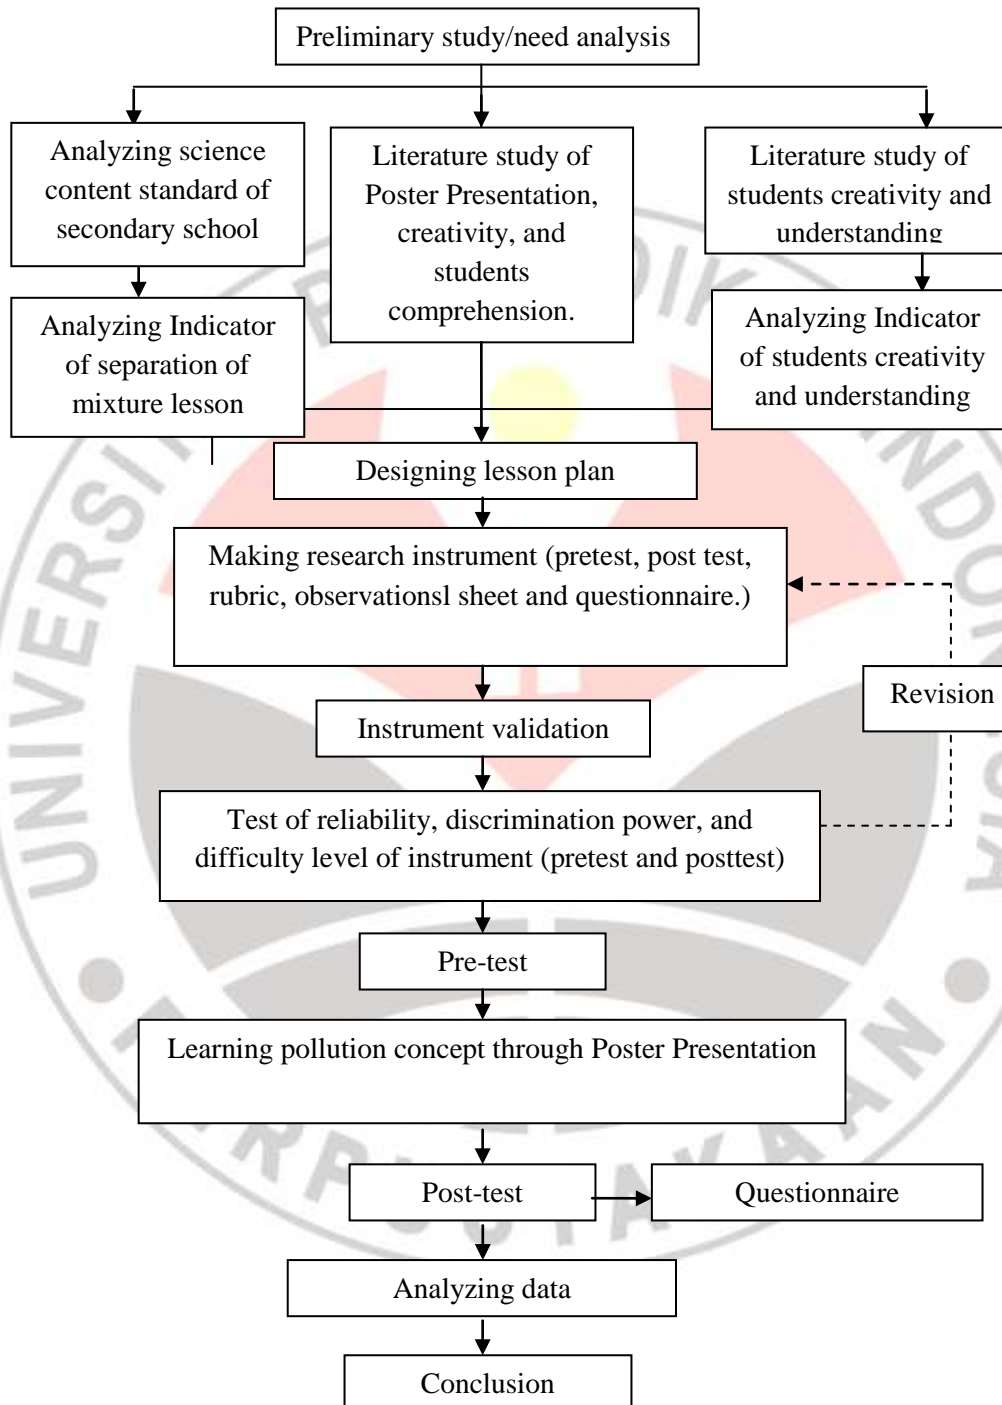 Preliminary study/need analysis
Analyzing science
content standard of
secondary school
Literature study of
Poster Presentation,
creativity, and
students
comprehension.
Literature study of
students creativity and
understanding
Analyzing Indicator
of separation of
mixture lesson
Analyzing Indicator
of students creativity
and understanding
Designing lesson plan
Making research instrument (pretest, post test,
rubric, observationsl sheet and questionnaire.)
Revision
Instrument validation
Test of reliability, discrimination power, and
difficulty level of instrument (pretest and posttest)
Pre-test
Learning pollution concept through Poster Presentation
Post-test
Questionnaire
Analyzing data
Conclusion